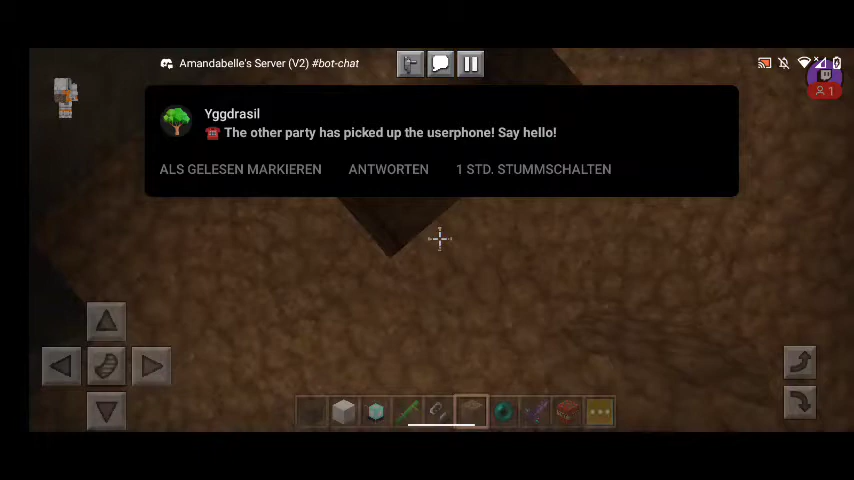 Amandabelle's Server (V2) #bot-chat
Yggdrasil
☎️ The other party has picked up the userphone! Say hello!
ALS GELESEN MARKIEREN ANTWORTEN 1 STD. STUMMSCHALTEN
1